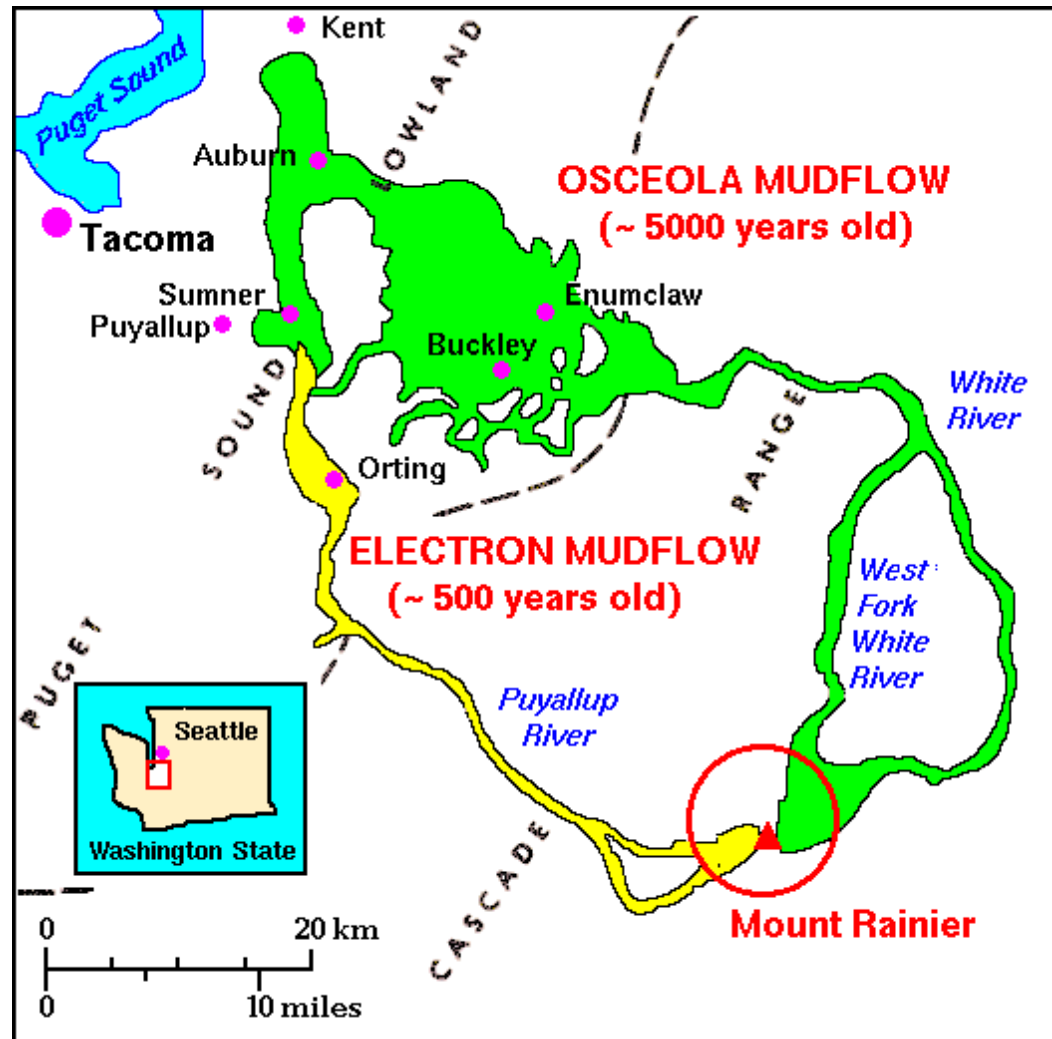 Kent
Puget Sound
LOWLAND
Auburn
OSCEOLA MUDFLOW
(~ 5000 years old)
Tacoma
Sumner
Enumclaw
Puyallup
Buckley
White
River
SOUND
RANGE
Orting
ELECTRON MUDFLOW
(~ 500 years old)
West
Fork
White
River
PUGET
Puyallup
River
Seattle
Washington State
CASCADE
Mount Rainier
0 20 km
0 10 miles